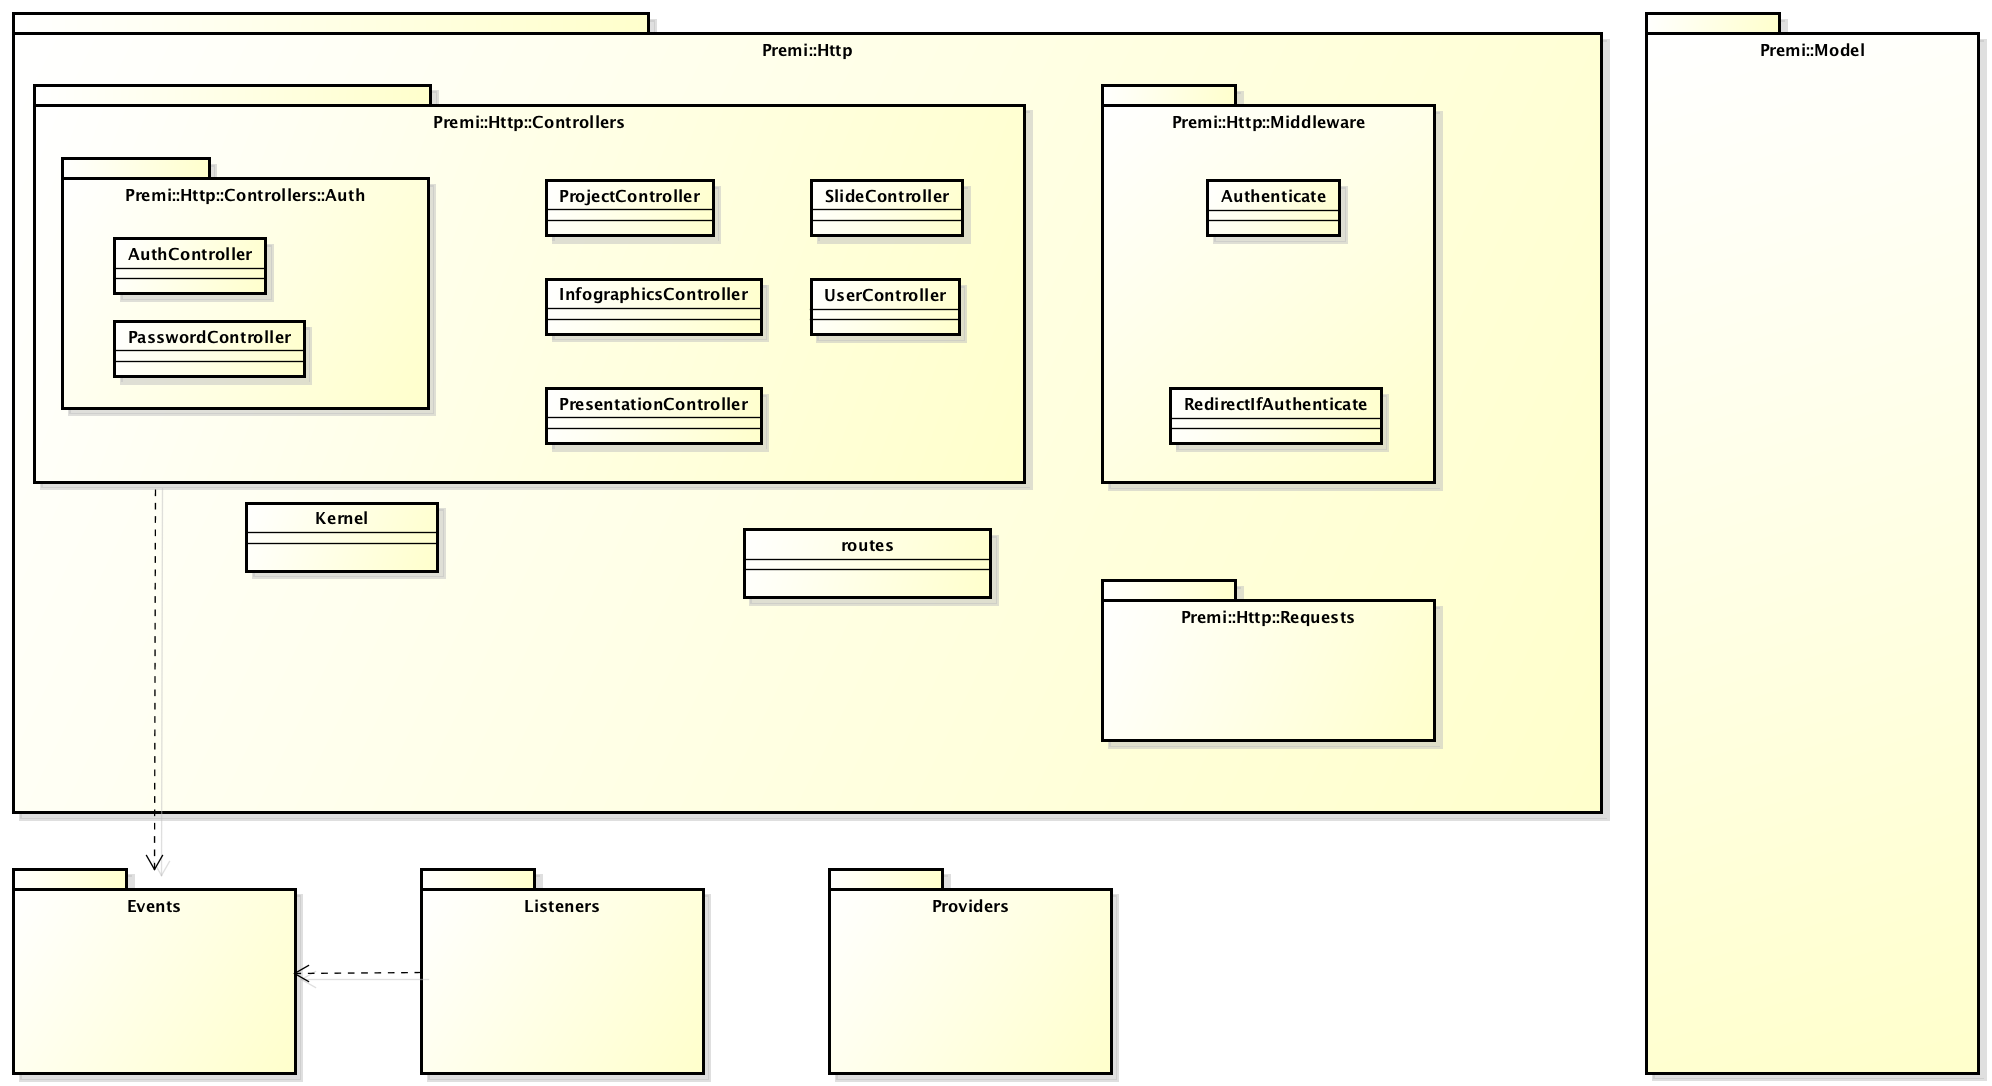 Premi::Http
Premi::Model
Premi::Http::Controllers
Premi::Http::Middleware
Premi::Http::Controllers::Auth
ProjectController
SlideController
Authenticate
AuthController
InfographicsController
UserController
PasswordController
PresentationController
RedirectIfAuthenticate
Kernel
routes
Premi::Http::Requests
Events
Listeners
Providers